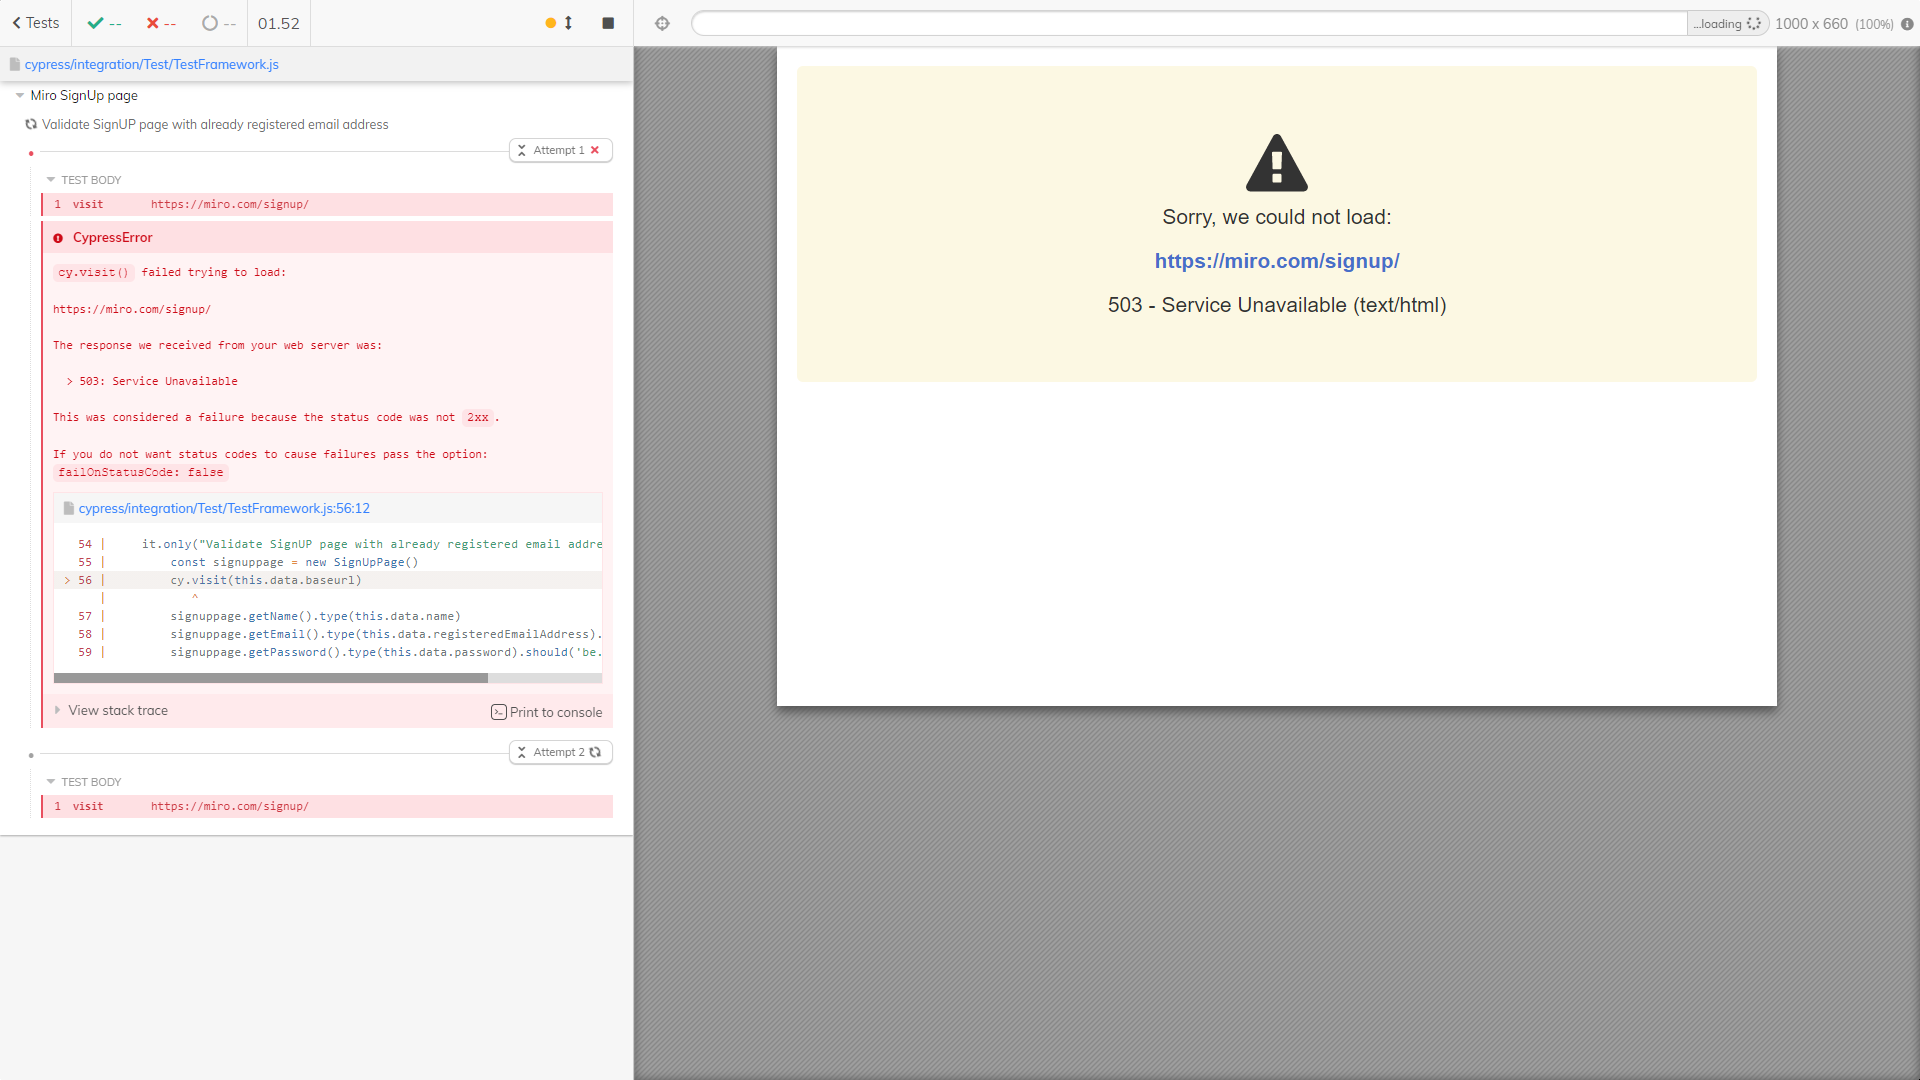 Tests
--
--
--
01.52
...loading
1000 x 660 (100%)
cypress/integration/Test/TestFramework.js
Miro SignUp page
Validate SignUP page with already registered email address
Attempt 1
TEST BODY
1 visit https://miro.com/signup/
CypressError
cy.visit() failed trying to load:
https://miro.com/signup/
The response we received from your web server was:
> 503: Service Unavailable
This was considered a failure because the status code was not 2xx.
If you do not want status codes to cause failures pass the option:
failOnStatusCode: false
cypress/integration/Test/TestFramework.js:56:12
54 | it.only("Validate SignUP page with already registered email addre
55 | const signuppage = new SignUpPage()
> 56 | cy.visit(this.data.baseurl)
| ^
57 | signuppage.getName().type(this.data.name)
58 | signuppage.getEmail().type(this.data.registeredEmailAddress).
59 | signuppage.getPassword().type(this.data.password).should('be.
View stack trace
Print to console
Attempt 2
TEST BODY
1 visit https://miro.com/signup/
Sorry, we could not load:
https://miro.com/signup/
503 - Service Unavailable (text/html)